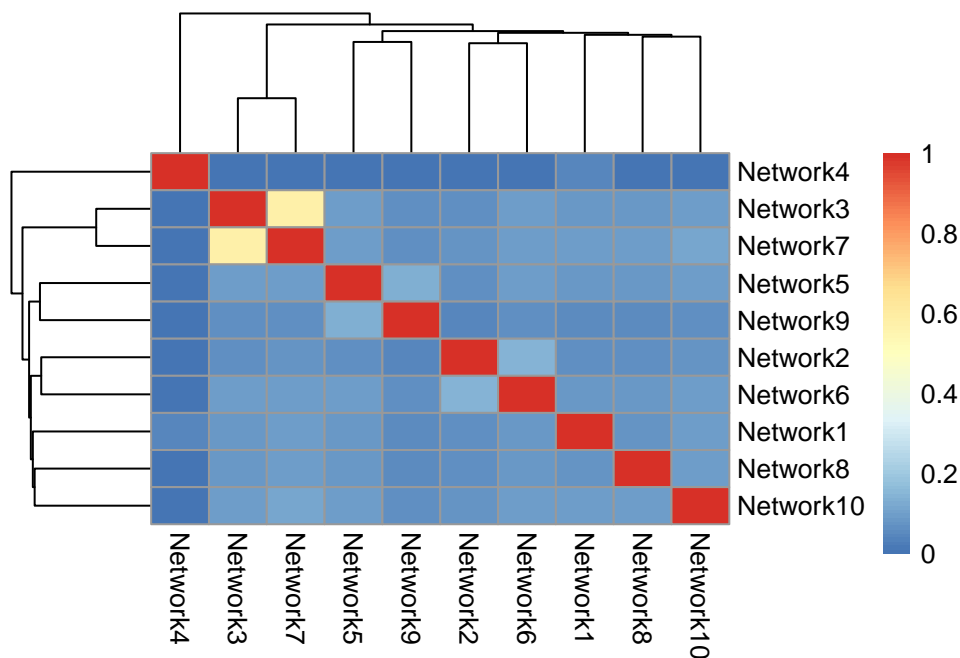 Network4
Network3
Network7
Network5
Network9
Network2
Network6
Network1
Network8
Network10
1
0.8
0.6
0.4
0.2
0
Network4
Network3
Network7
Network5
Network9
Network2
Network6
Network1
Network8
Network10